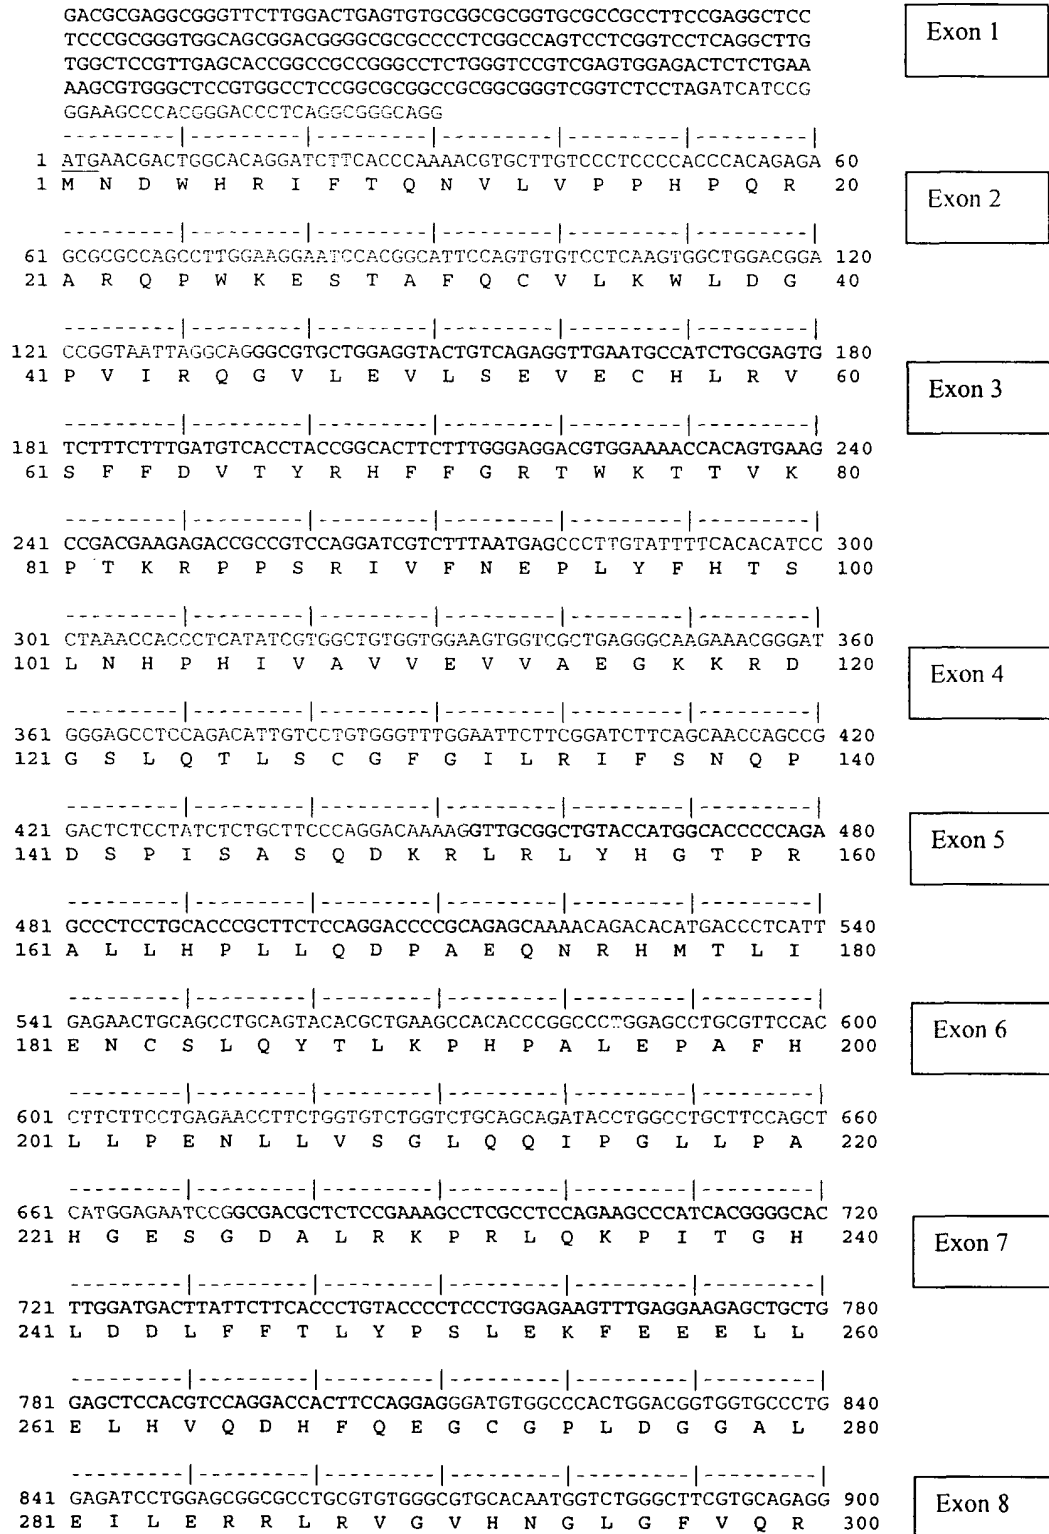 GACGCGAGGCGGGTTCTTGGACTGAGTGTGCGGCGCGGTGCGCCGCCTTCCGAGGCTCC
Exon 1
TCCCGCGGGTGGCAGCGGACGGGGCGCGCCCCTCGGCCAGTCCTCGGTCCTCAGGCTTG
TGGCTCCGTTGAGCACCGGCCGCCGGGCCTCTGGGTCCGTCGAGTGGAGACTCTCTGAA
AAGCGTGGGCTCCGTGGCCTCCGGCGCGGCCGCGGCGGGTCGGTCTCCTAGATCATCCG
GGAAGCCCACGGGACCCTCAGGCGGGCAGG
---------|---------|---------|---------|---------|---------|
1 ATGAACGACTGGCACAGGATCTTCACCCAAAACGTGCTTGTCCCTCCCCACCCACAGAGA 60
1 M N D W H R I F T Q N V L V P P H P Q R 20
Exon 2
---------|---------|---------|---------|---------|---------|
61 GCGCGCCAGCCTTGGAAGGAATCCACGGCATTCCAGTGTGTCCTCAAGTGGCTGGACGGA 120
21 A R Q P W K E S T A F Q C V L K W L D G 40
---------|---------|---------|---------|---------|---------|
121 CCGGTAATTAGGCAGGGCGTGCTGGAGGTACTGTCAGAGGTTGAATGCCATCTGCGAGTG 180
41 P V I R Q G V L E V L S E V E C H L R V 60
Exon 3
---------|---------|---------|---------|---------|---------|
181 TCTTTCTTTGATGTCACCTACCGGCACTTCTTTGGGAGGACGTGGAAAACCACAGTGAAG 240
61 S F F D V T Y R H F F G R T W K T T V K 80
---------|---------|---------|---------|---------|---------|
241 CCGACGAAGAGACCGCCGTCCAGGATCGTCTTTAATGAGCCCTTGTATTTTCACACATCC 300
81 P T K R P P S R I V F N E P L Y F H T S 100
---------|---------|---------|---------|---------|---------|
301 CTAAACCACCCTCATATCGTGGCTGTGGTGGAAGTGGTCGCTGAGGGCAAGAAACGGGAT 360
101 L N H P H I V A V V E V V A E G K K R D 120
Exon 4
---------|---------|---------|---------|---------|---------|
361 GGGAGCCTCCAGACATTGTCCTGTGGGTTTGGAATTCTTCGGATCTTCAGCAACCAGCCG 420
121 G S L Q T L S C G F G I L R I F S N Q P 140
---------|---------|---------|---------|---------|---------|
421 GACTCTCCTATCTCTGCTTCCCAGGACAAAAGGTTGCGGCTGTACCATGGCACCCCCAGA 480
141 D S P I S A S Q D K R L R L Y H G T P R 160
Exon 5
---------|---------|---------|---------|---------|---------|
481 GCCCTCCTGCACCCGCTTCTCCAGGACCCCGCAGAGCAAAACAGACACATGACCCTCATT 540
161 A L L H P L L Q D P A E Q N R H M T L I 180
---------|---------|---------|---------|---------|---------|
541 GAGAACTGCAGCCTGCAGTACACGCTGAAGCCACACCCGGCCCTGGAGCCTGCGTTCCAC 600
181 E N C S L Q Y T L K P H P A L E P A F H 200
Exon 6
---------|---------|---------|---------|---------|---------|
601 CTTCTTCCTGAGAACCTTCTGGTGTCTGGTCTGCAGCAGATACCTGGCCTGCTTCCAGCT 660
201 L L P E N L L V S G L Q Q I P G L L P A 220
---------|---------|---------|---------|---------|---------|
661 CATGGAGAATCCGGCGACGCTCTCCGAAAGCCTCGCCTCCAGAAGCCCATCACGGGGCAC 720
221 H G E S G D A L R K P R L Q K P I T G H 240
Exon 7
---------|---------|---------|---------|---------|---------|
721 TTGGATGACTTATTCTTCACCCTGTACCCCTCCCTGGAGAAGTTTGAGGAAGAGCTGCTG 780
241 L D D L F F T L Y P S L E K F E E E L L 260
---------|---------|---------|---------|---------|---------|
781 GAGCTCCACGTCCAGGACCACTTCCAGGAGGGATGTGGCCCACTGGACGGTGGTGCCCTG 840
261 E L H V Q D H F Q E G C G P L D G G A L 280
---------|---------|---------|---------|---------|---------|
841 GAGATCCTGGAGCGGCGCCTGCGTGTGGGCGTGCACAATGGTCTGGGCTTCGTGCAGAGG 900
281 E I L E R R L R V G V H N G L G F V Q R 300
Exon 8